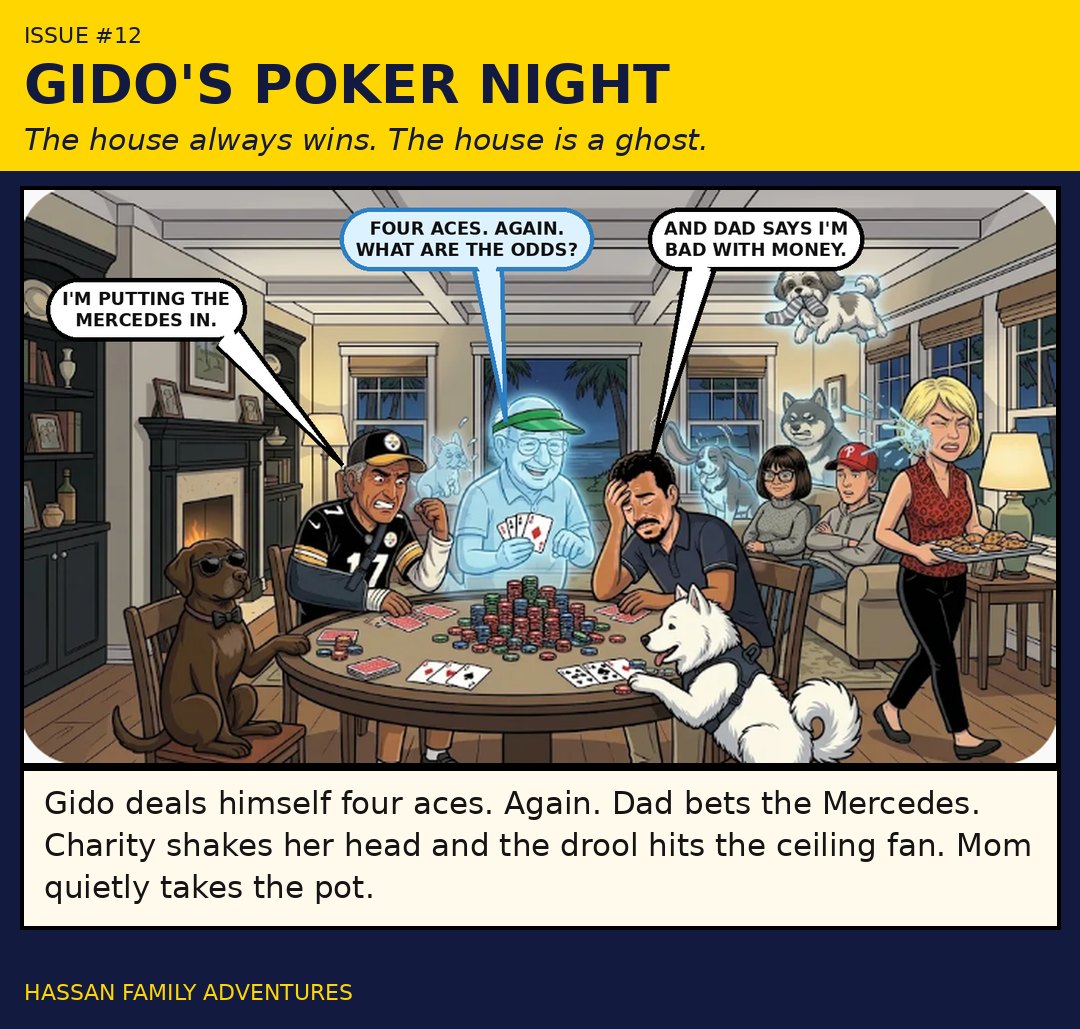 ISSUE #12
GIDO'S POKER NIGHT
The house always wins. The house is a ghost.
FOUR ACES. AGAIN.
WHAT ARE THE ODDS?
AND DAD SAYS I'M
BAD WITH MONEY.
I'M PUTTING THE
MERCEDES IN.
P
17
Gido deals himself four aces. Again. Dad bets the Mercedes.
Charity shakes her head and the drool hits the ceiling fan. Mom
quietly takes the pot.
HASSAN FAMILY ADVENTURES